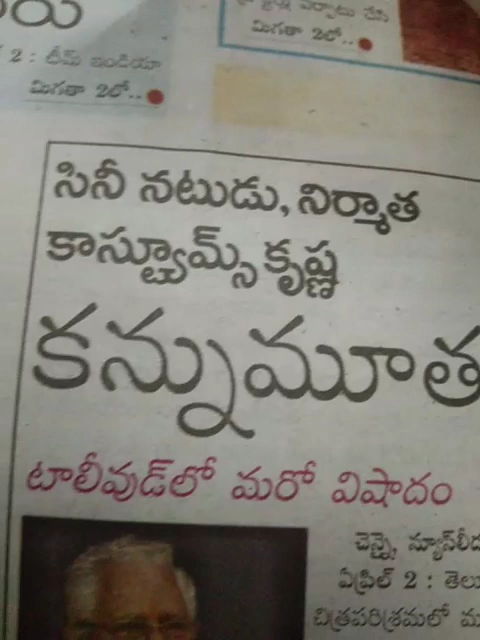 2 : టీమ్ ఇండియా
మిగతా 2లో..
మిగతా 2లో..
సినీ నటుడు, నిర్మాత
కాస్ట్యూమ్స్ కృష్ణ
కన్నుమూత
టాలీవుడ్‌లో మరో విషాదం
చెన్నై, న్యూస్‌లీడ
ఏప్రిల్ 2 : తెలు
చిత్రపరిశ్రమలో మ